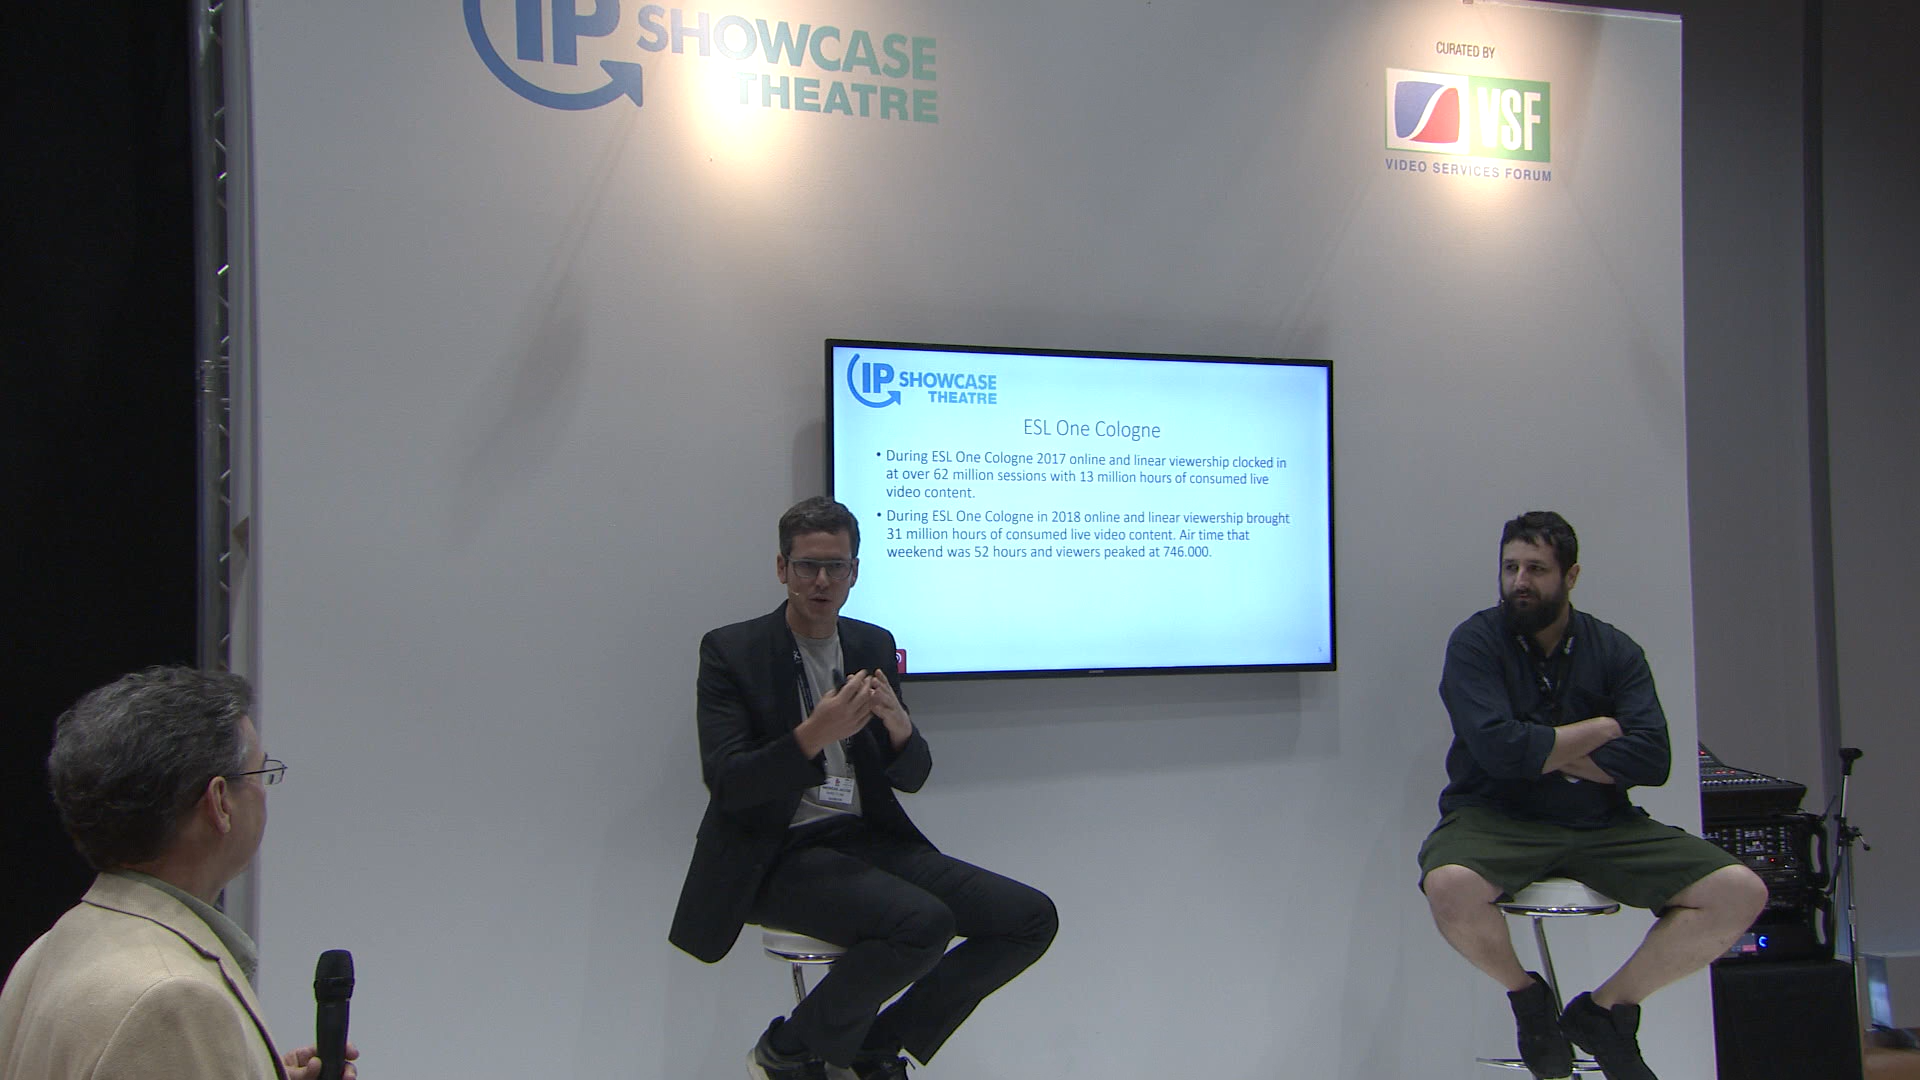 IP SHOWCASE
THEATRE
CURATED BY
VSF
VIDEO SERVICES FORUM
IP SHOWCASE
THEATRE
ESL One Cologne
• During ESL One Cologne 2017 online and linear viewership clocked in
at over 62 million sessions with 13 million hours of consumed live
video content.
• During ESL One Cologne in 2018 online and linear viewership brought
31 million hours of consumed live video content. Air time that
weekend was 52 hours and viewers peaked at 746.000.
5